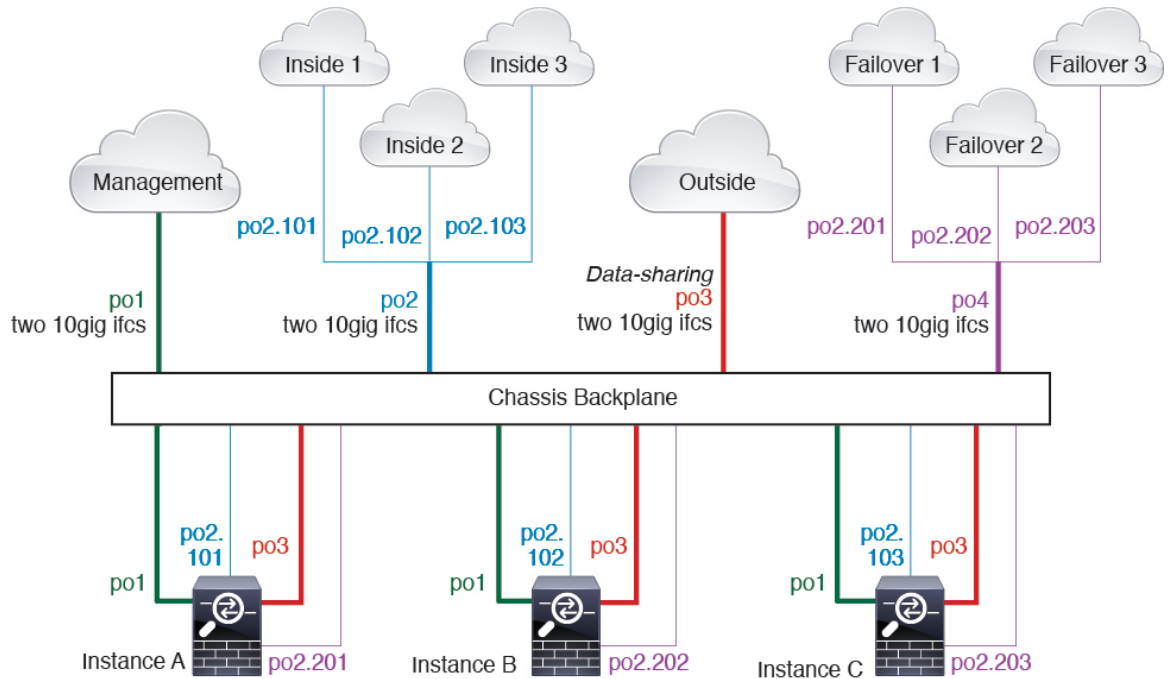 Inside 1
Inside 3
Failover 1
Failover 3
Inside 2
Failover 2
Management
Outside
po2.101
po2.102
po2.103
po2.201
po2.202
po2.203
po1
two 10gig ifcs
po2
two 10gig ifcs
Data-sharing
po3
two 10gig ifcs
po4
two 10gig ifcs
Chassis Backplane
po1
po2.
101
po3
po2.201
Instance A
po1
po2.
102
po3
po2.202
Instance B
po1
po2.
103
po3
po2.203
Instance C